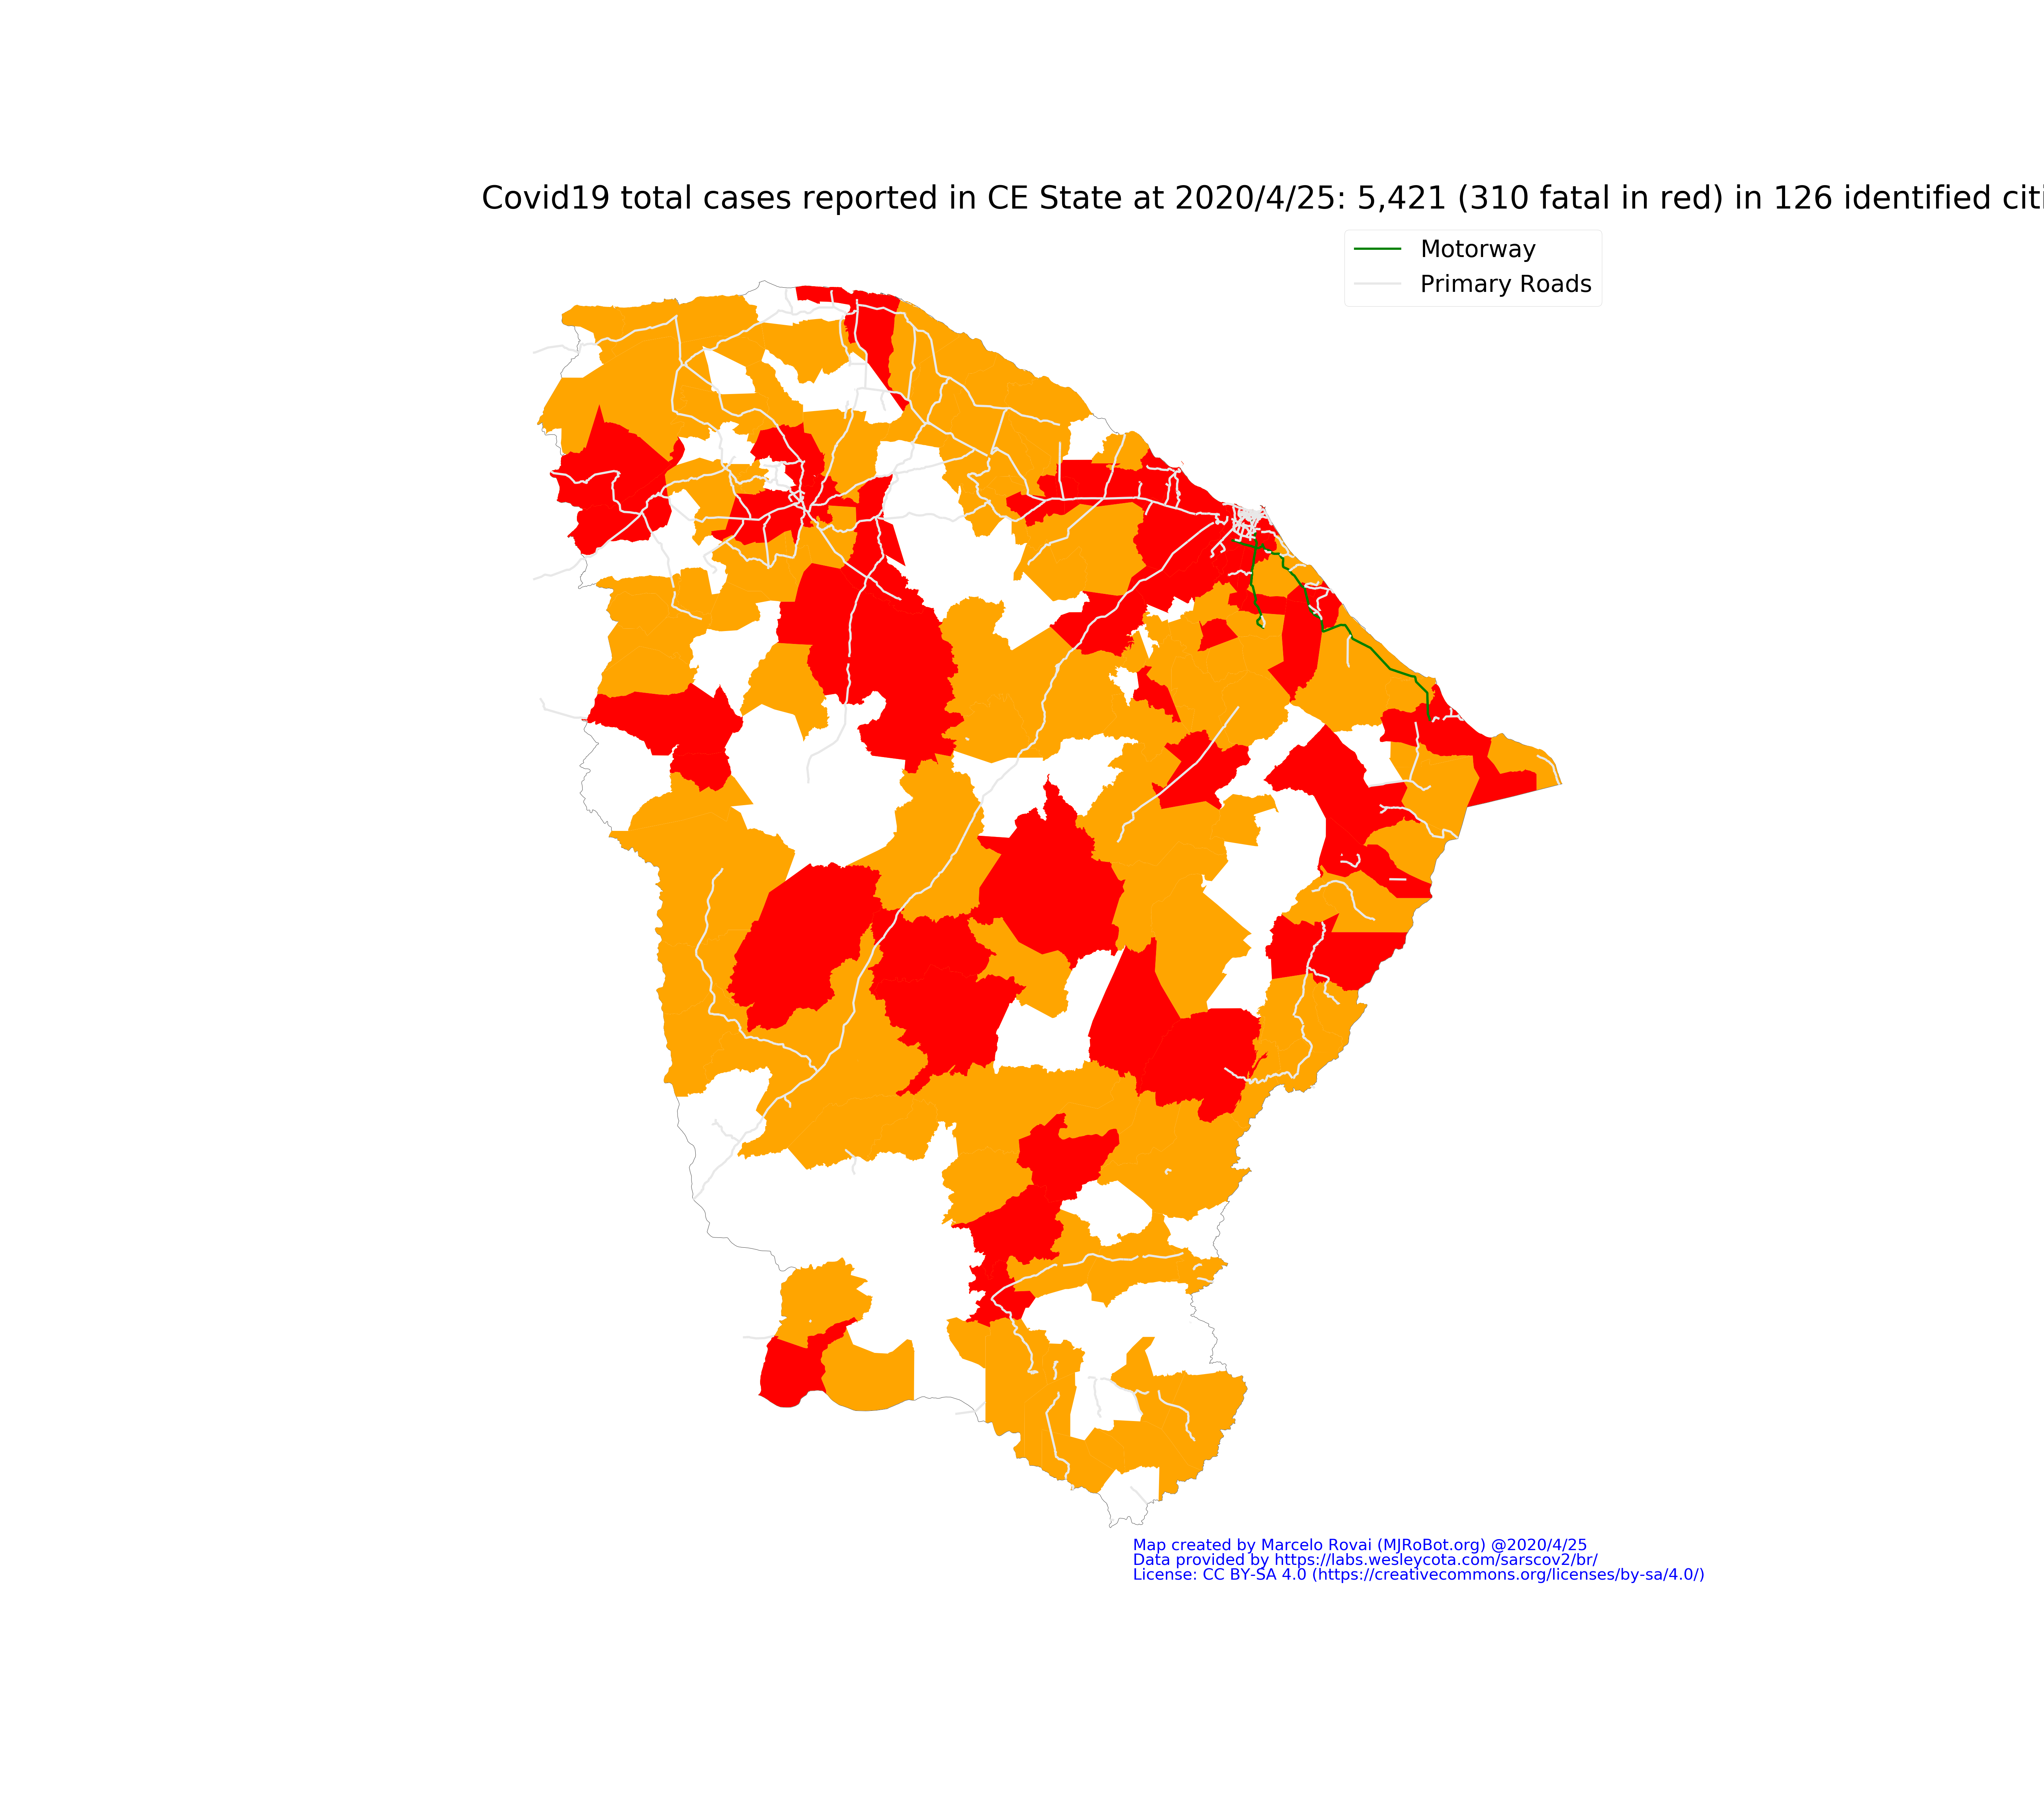 Covid19 total cases reported in CE State at 2020/4/25: 5,421 (310 fatal in red) in 126 identified citi
Motorway
Primary Roads
Map created by Marcelo Rovai (MJRoBot.org) @2020/4/25
Data provided by https://labs.wesleycota.com/sarscov2/br/
License: CC BY-SA 4.0 (https://creativecommons.org/licenses/by-sa/4.0/)